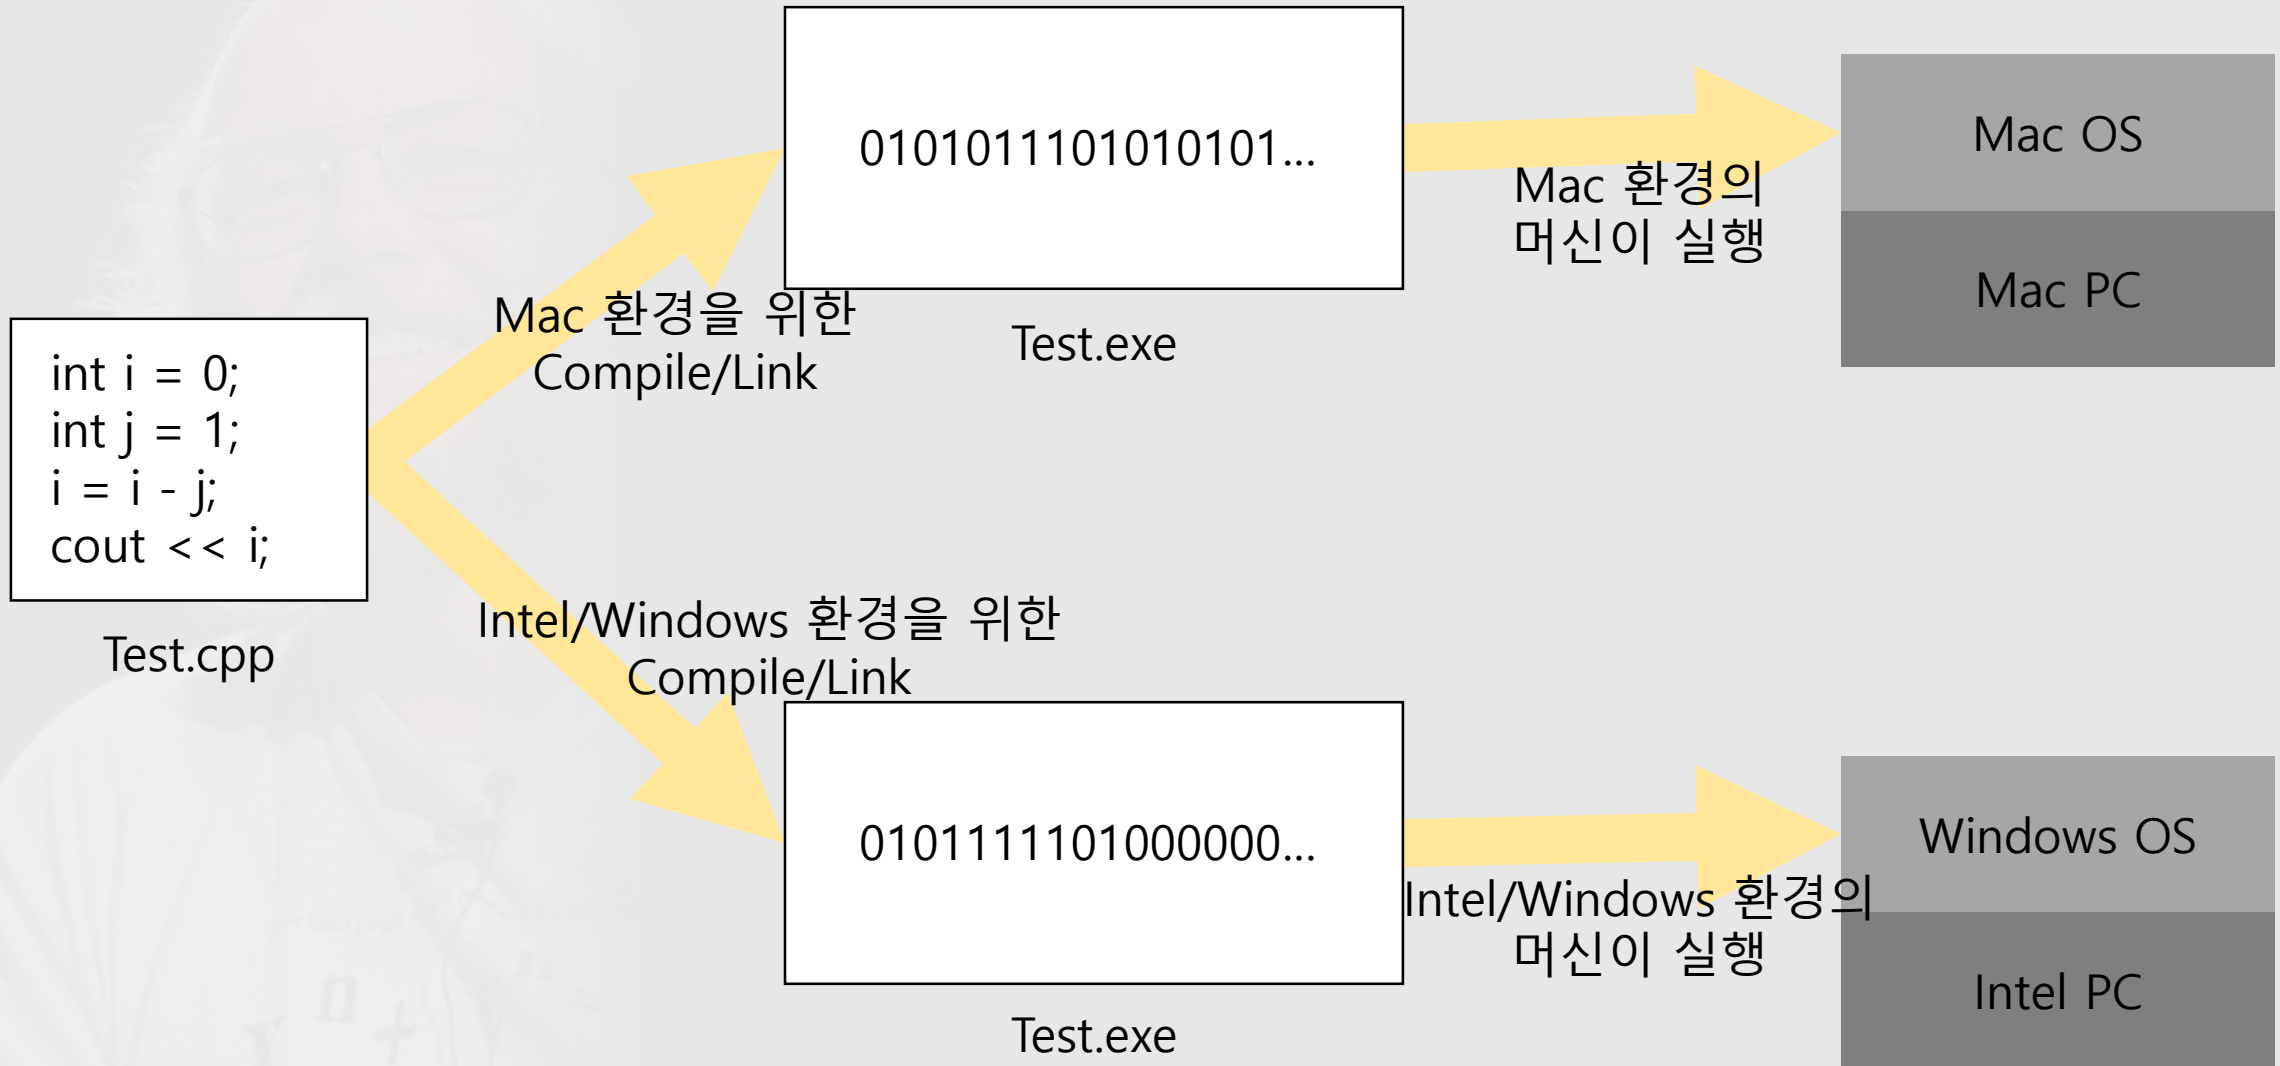 int i = 0;
int j = 1;
i = i - j;
cout << i;
Test.cpp
Mac 환경을 위한
Compile/Link
0101011101010101...
Test.exe
Mac 환경의
머신이 실행
Mac OS
Mac PC
Intel/Windows 환경을 위한
Compile/Link
0101111101000000...
Test.exe
Intel/Windows 환경의
머신이 실행
Windows OS
Intel PC